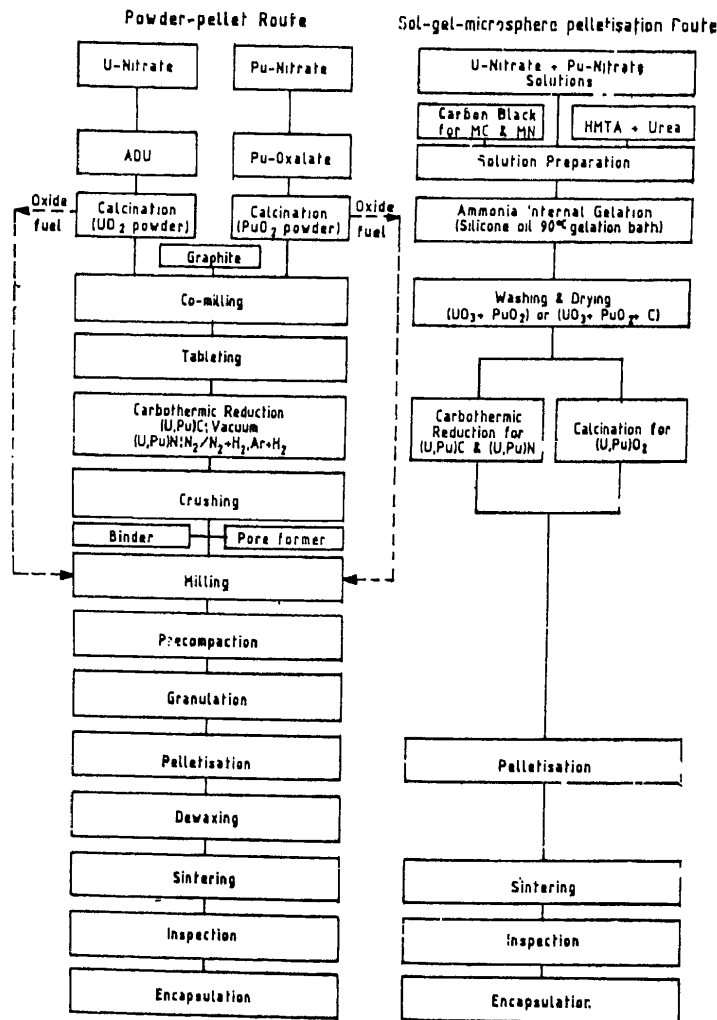 Powder-pellet Route
U-Nitrate
Pu-Nitrate
ADU
Pu-Oxalate
Oxide
fuel
Calcination
(UO2 powder)
Calcination
(PuO2 powder)
Oxide
fuel
Graphite
Co-milling
Tableting
Carbothermic Reduction
(U,Pu)C:Vacuum
(U,Pu)N:N2/N2+H2,Ar+H2
Crushing
Binder
Pore former
Milling
Precompaction
Granulation
Pelletisation
Dewaxing
Sintering
Inspection
Encapsulation
Sol-gel-microsphere pelletisation Route
U-Nitrate + Pu-Nitrate
Solutions
Carbon Black
for MC & MN
HMTA + Urea
Solution Preparation
Ammonia Internal Gelation
(Silicone oil 90°C gelation bath)
Washing & Drying
(UO3+ PuO2) or (UO3+ PuO2+ C)
Carbothermic
Reduction for
(U,Pu)C & (U,Pu)N
Calcination for
(U,Pu)O2
Pelletisation
Sintering
Inspection
Encapsulation